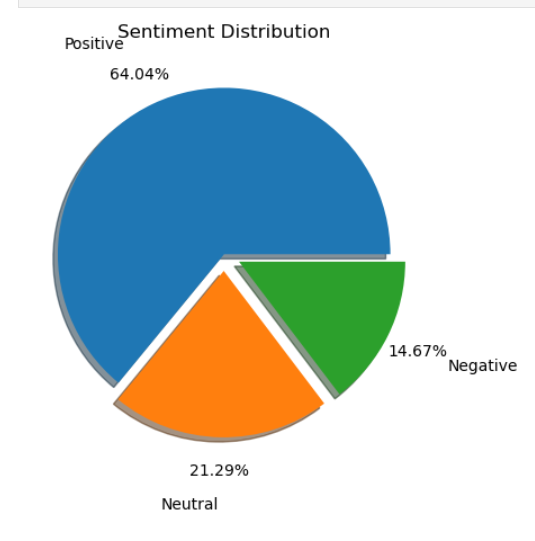 Sentiment Distribution
Positive
64.04%
14.67%
Negative
21.29%
Neutral